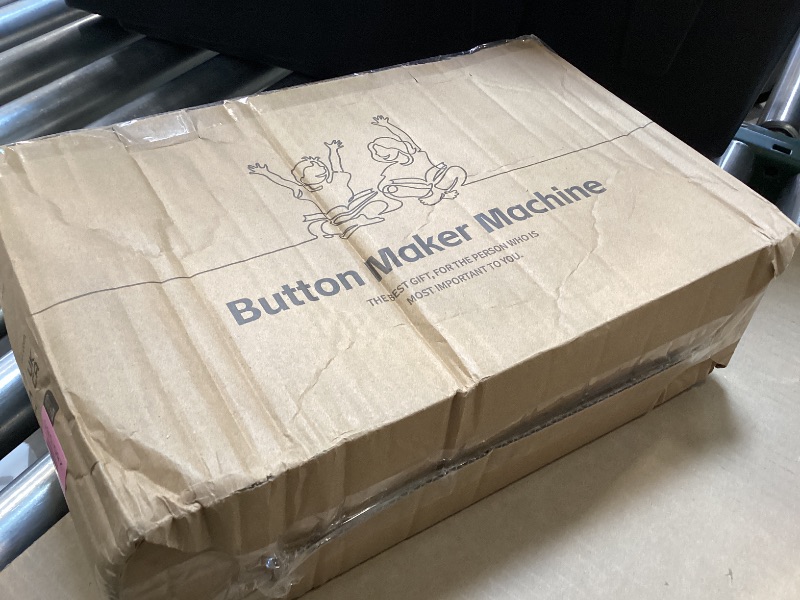 Button Maker Machine
THE BEST GIFT, FOR THE PERSON WHO IS
MOST IMPORTANT TO YOU.